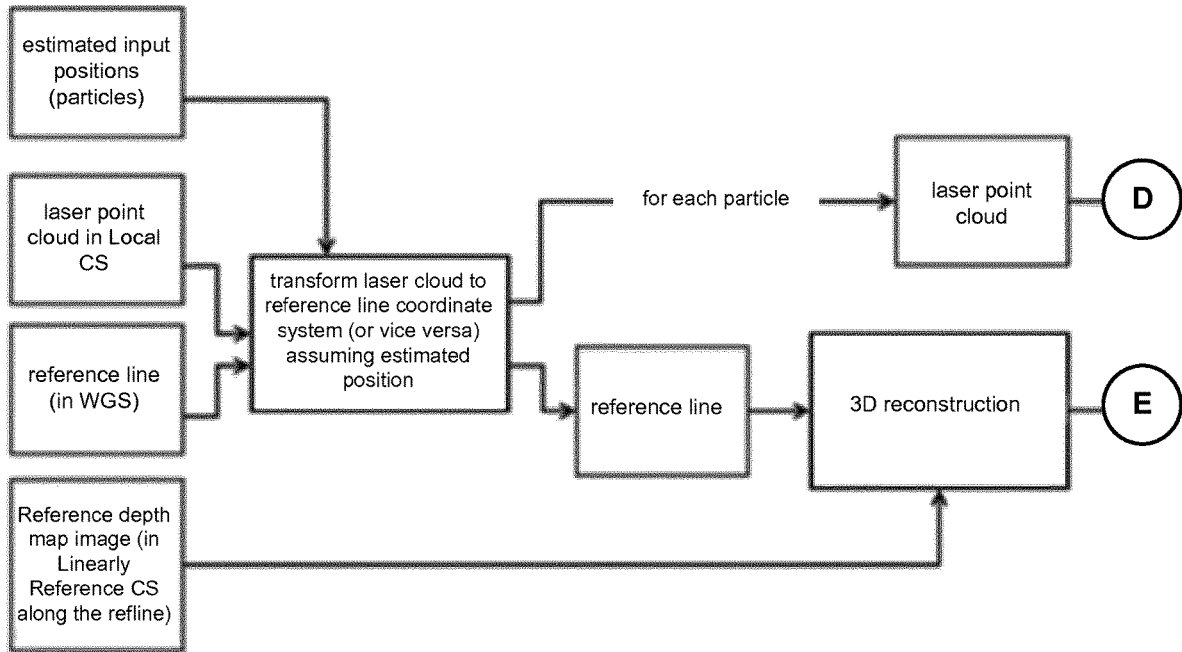 estimated input
positions
(particles)
laser point
cloud in Local
CS
reference line
(in WGS)
Reference depth
map image (in
Linearly
Reference CS
along the refline)
transform laser cloud to
reference line coordinate
system (or vice versa)
assuming estimated
position
for each particle
laser point
cloud
D
reference line
3D reconstruction
E